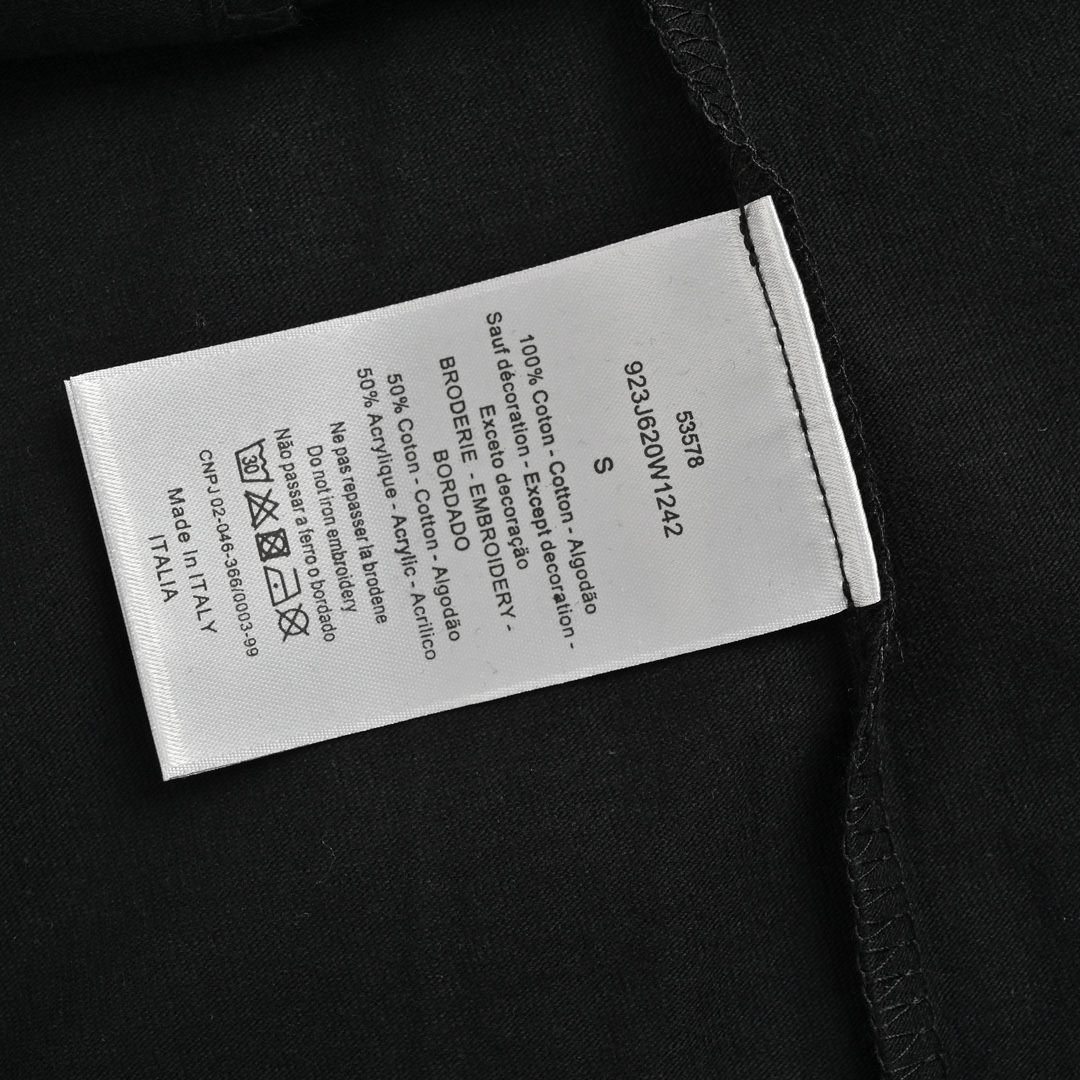 53578
923J620W1242
S
100% Coton - Cotton - Algodão
Sauf décoration - Except decoration -
Exceto decoração
BRODERIE - EMBROIDERY -
BORDADO
50% Coton - Cotton - Algodão
50% Acrylique - Acrylic - Acrilico
Ne pas repasser la brodene
Do not iron embroidery
Não passar a ferro o bordado
30
CNPJ 02-046-366/0003-99
Made In ITALY
ITALIA